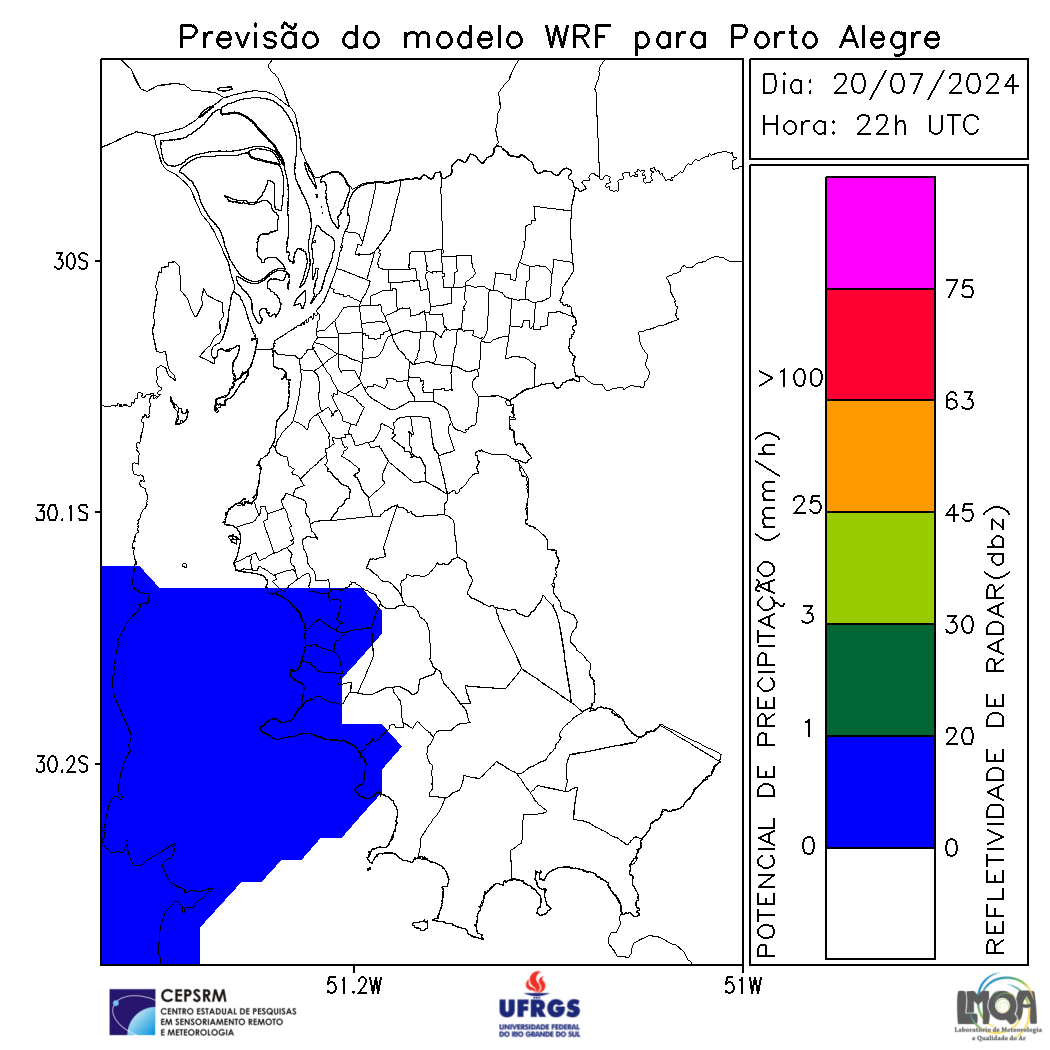 Previsão do modelo WRF para Porto Alegre
Dia: 20/07/2024
Hora: 22h UTC
30S
30.1S
30.2S
51.2W
51W
POTENCIAL DE PRECIPITAÇÃO (mm/h)
>100
25
3
1
0
75
63
45
30
20
0
REFLETIVIDADE DE RADAR(dbz)
CEPSRM
CENTRO ESTADUAL DE PESQUISAS
EM SENSORIAMENTO REMOTO
E METEOROLOGIA
UFRGS
UNIVERSIDADE FEDERAL
DO RIO GRANDE DO SUL
LMQA
Laboratório de Meteorologia
e Qualidade do Ar